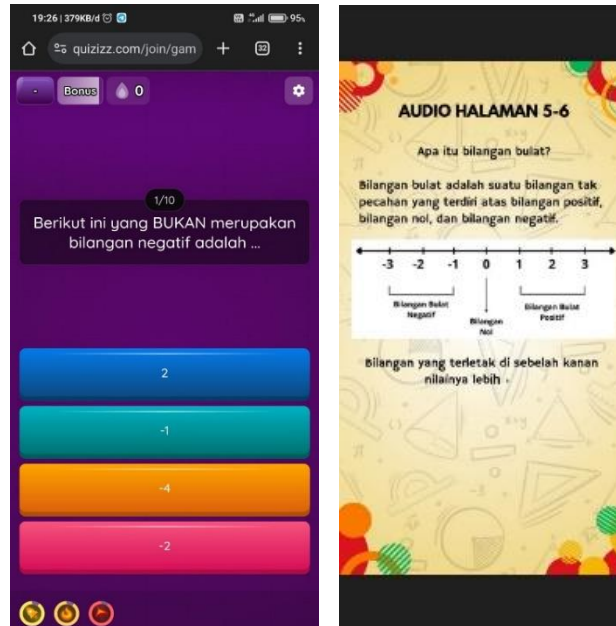 19:26 | 379KB/d
95%
quizizz.com/join/gam
32
Bonus
0
1/10
Berikut ini yang BUKAN merupakan
bilangan negatif adalah ...
2
-1
-4
-2
AUDIO HALAMAN 5-6
Apa itu bilangan bulat?
Bilangan bulat adalah suatu bilangan tak
pecahan yang terdiri atas bilangan positif,
bilangan nol, dan bilangan negatif.
-3 -2 -1 0 1 2 3
Bilangan Bulat
Negatif
Bilangan
Nol
Bilangan Bulat
Positif
Bilangan yang terletak di sebelah kanan
nilainya lebih